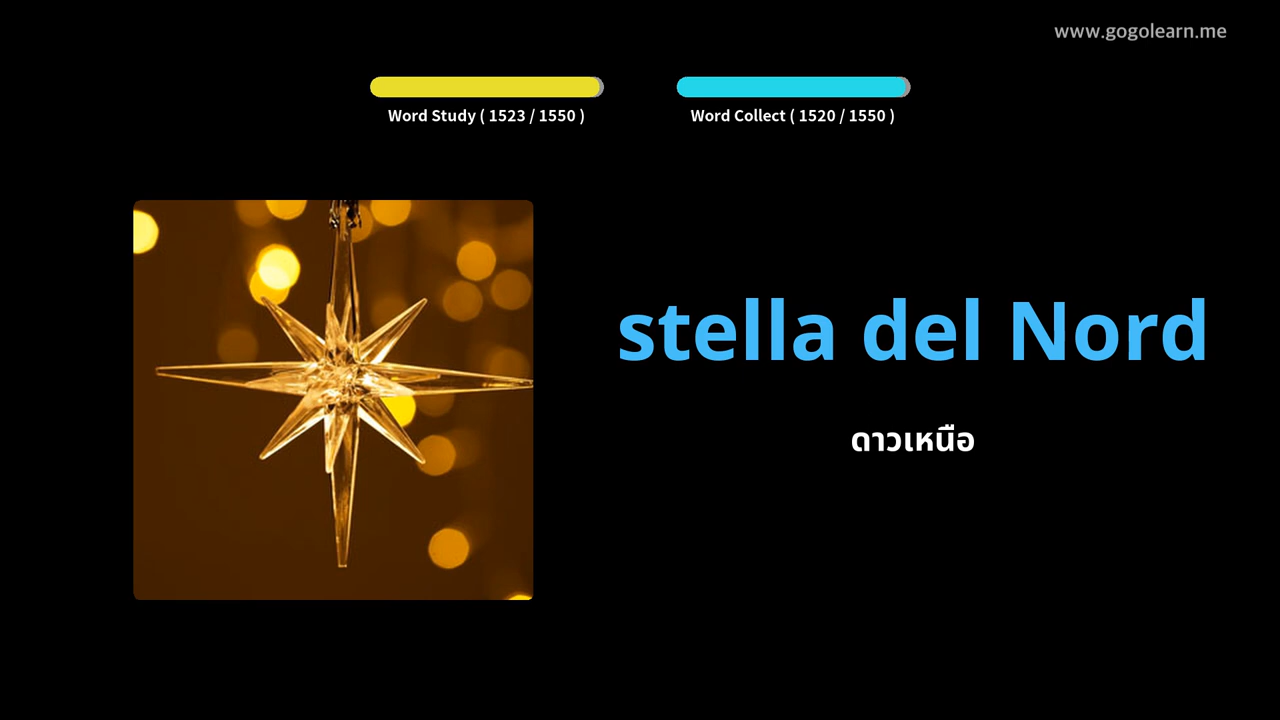 www.gogolearn.me
Word Study ( 1523 / 1550 )
Word Collect ( 1520 / 1550 )
stella del Nord
ดาวเหนือ